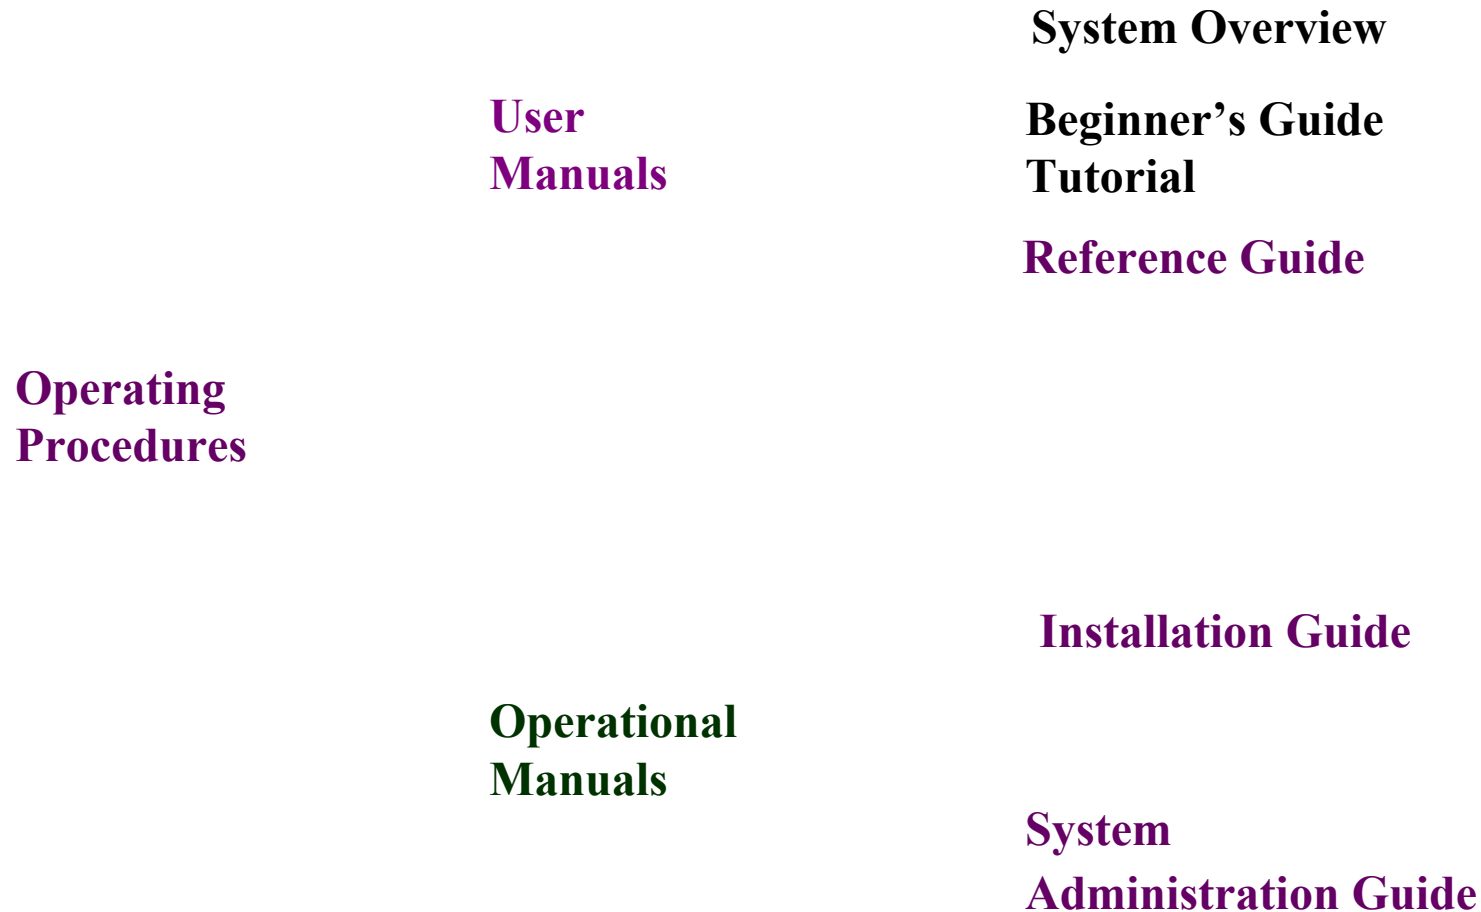 System Overview
User
Manuals
Beginner’s Guide
Tutorial
Reference Guide
Operating
Procedures
Installation Guide
Operational
Manuals
System
Administration Guide